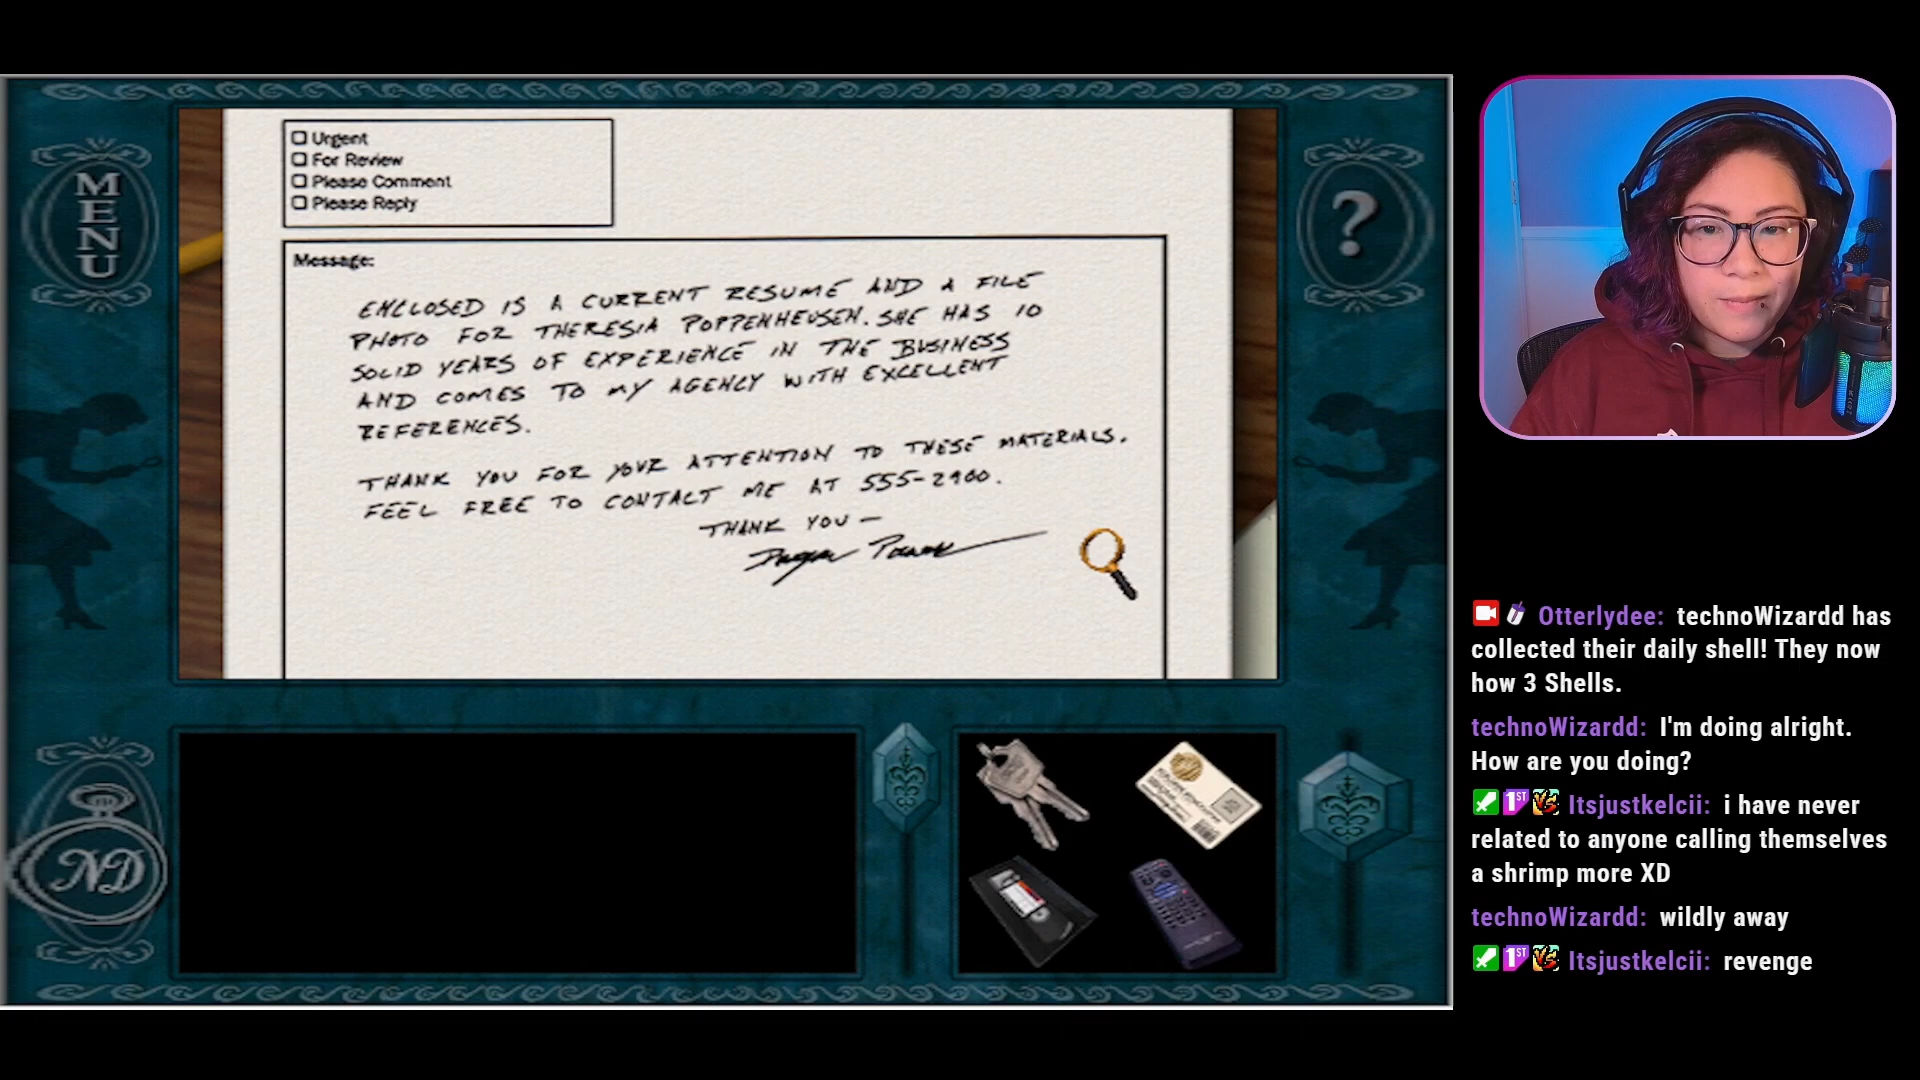 MENU
Urgent
For Review
Please Comment
Please Reply
?
Message:
ENCLOSED IS A CURRENT RESUME AND A FILE
PHOTO FOR THERESIA POPPENHEUSEN. SHE HAS 10
SOLID YEARS OF EXPERIENCE IN THE BUSINESS
AND COMES TO MY AGENCY WITH EXCELLENT
REFERENCES.
THANK YOU FOR YOUR ATTENTION TO THESE MATERIALS.
FEEL FREE TO CONTACT ME AT 555-2900.
THANK YOU —
ND
Otterlydee: technoWizardd has
collected their daily shell! They now
how 3 Shells.
technoWizardd: I'm doing alright.
How are you doing?
1ST Itsjustkelcii: i have never
related to anyone calling themselves
a shrimp more XD
technoWizardd: wildly away
1ST Itsjustkelcii: revenge